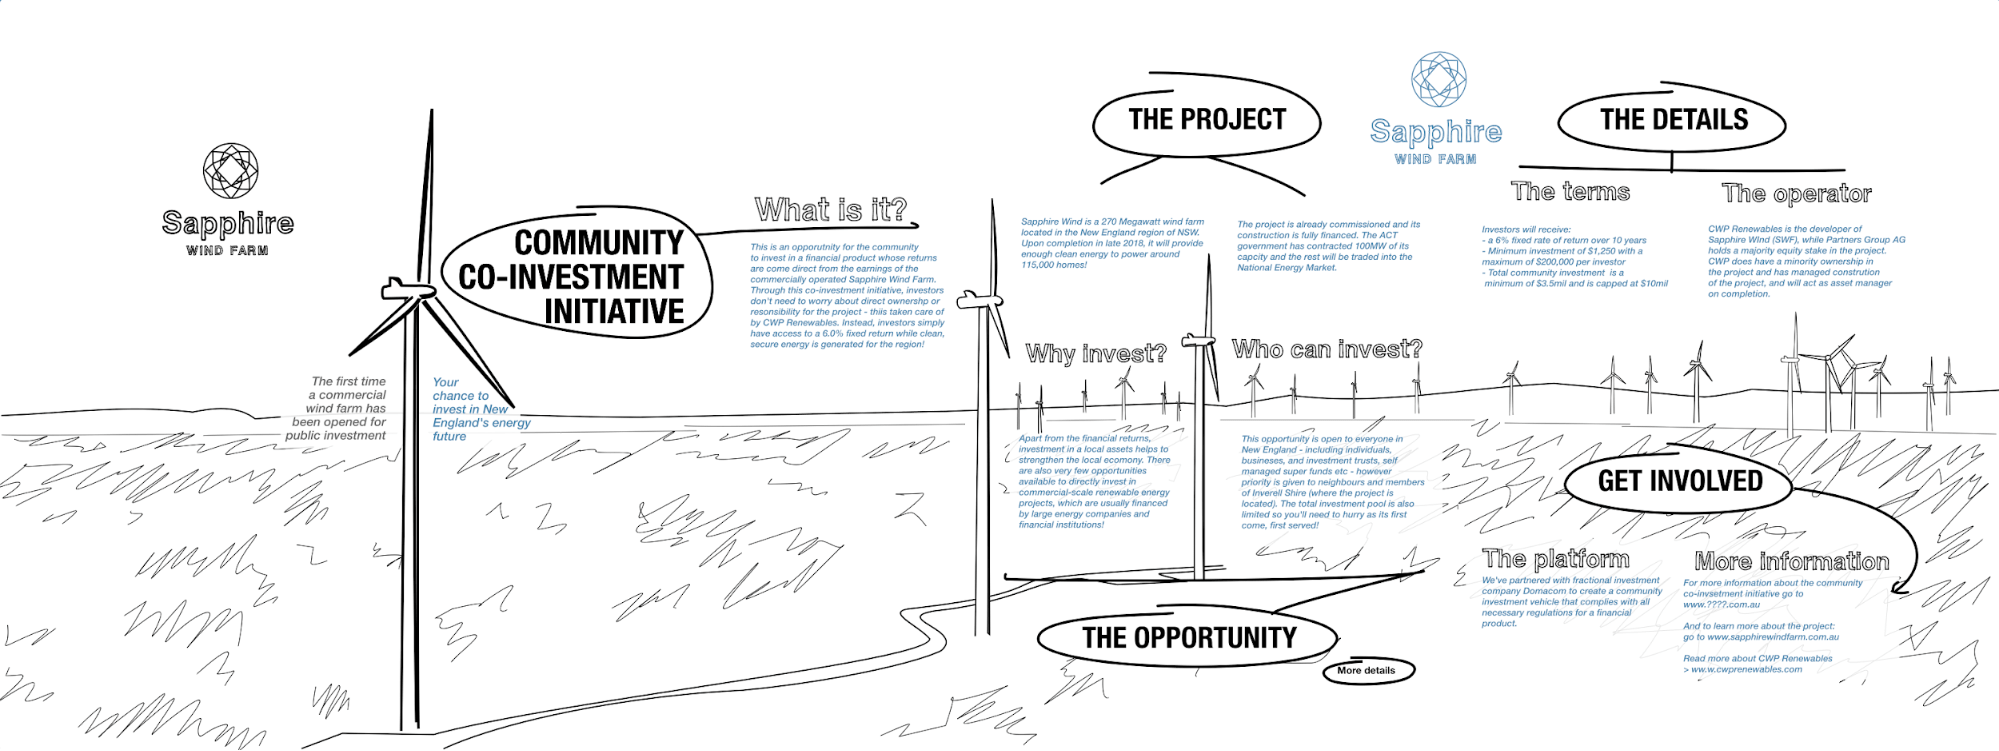 Sapphire
WIND FARM
The first time
a commercial
wind farm has
been opened for
public investment
Your
chance to
invest in New
England's energy
future
COMMUNITY
CO-INVESTMENT
INITIATIVE
What is it?
This is an opporutnity for the community
to invest in a financial product whose returns
are come direct from the earnings of the
commercially operated Sapphire Wind Farm.
Through this co-investment initiative, investors
don't need to worry about direct ownershp or
resonsibility for the project - thiis taken care of
by CWP Renewables. Instead, investors simply
have access to a 6.0% fixed return while clean,
secure energy is generated for the region!
THE PROJECT
Sapphire Wind is a 270 Megawatt wind farm
located in the New England region of NSW.
Upon completion in late 2018, it will provide
enough clean energy to power around
115,000 homes!
The project is already commissioned and its
construction is fully financed. The ACT
government has contracted 100MW of its
capcity and the rest will be traded into the
National Energy Market.
Why invest?
Apart from the financial returns,
investment in a local assets helps to
strengthen the local economy. There
are also very few opportunities
available to directly invest in
commercial-scale renewable energy
projects, which are usually financed
by large energy companies and
financial institutions!
Who can invest?
This opportunity is open to everyone in
New England - including individuals,
businesses, and investment trusts, self
managed super funds etc - however
priority is given to neighbours and members
of Inverell Shire (where the project is
located). The total investment pool is also
limited so you'll need to hurry as its first
come, first served!
THE OPPORTUNITY
More details
Sapphire
WIND FARM
THE DETAILS
The terms
Investors will receive:
- a 6% fixed rate of return over 10 years
- Minimum investment of $1,250 with a
maximum of $200,000 per investor
- Total community investment is a
minimum of $3.5mil and is capped at $10mil
The operator
CWP Renewables is the developer of
Sapphire WInd (SWF), while Partners Group AG
holds a majority equity stake in the project.
CWP does have a minority ownership in
the project and has managed constrution
of the project, and will act as asset manager
on completion.
GET INVOLVED
The platform
We've partnered with fractional investment
company Domacom to create a community
investment vehicle that complies with all
necessary regulations for a financial
product.
More information
For more information about the community
co-invsetment initiative go to
www.????.com.au
And to learn more about the project:
go to www.sapphirewindfarm.com.au
Read more about CWP Renewables
> ww.w.cwprenewables.com